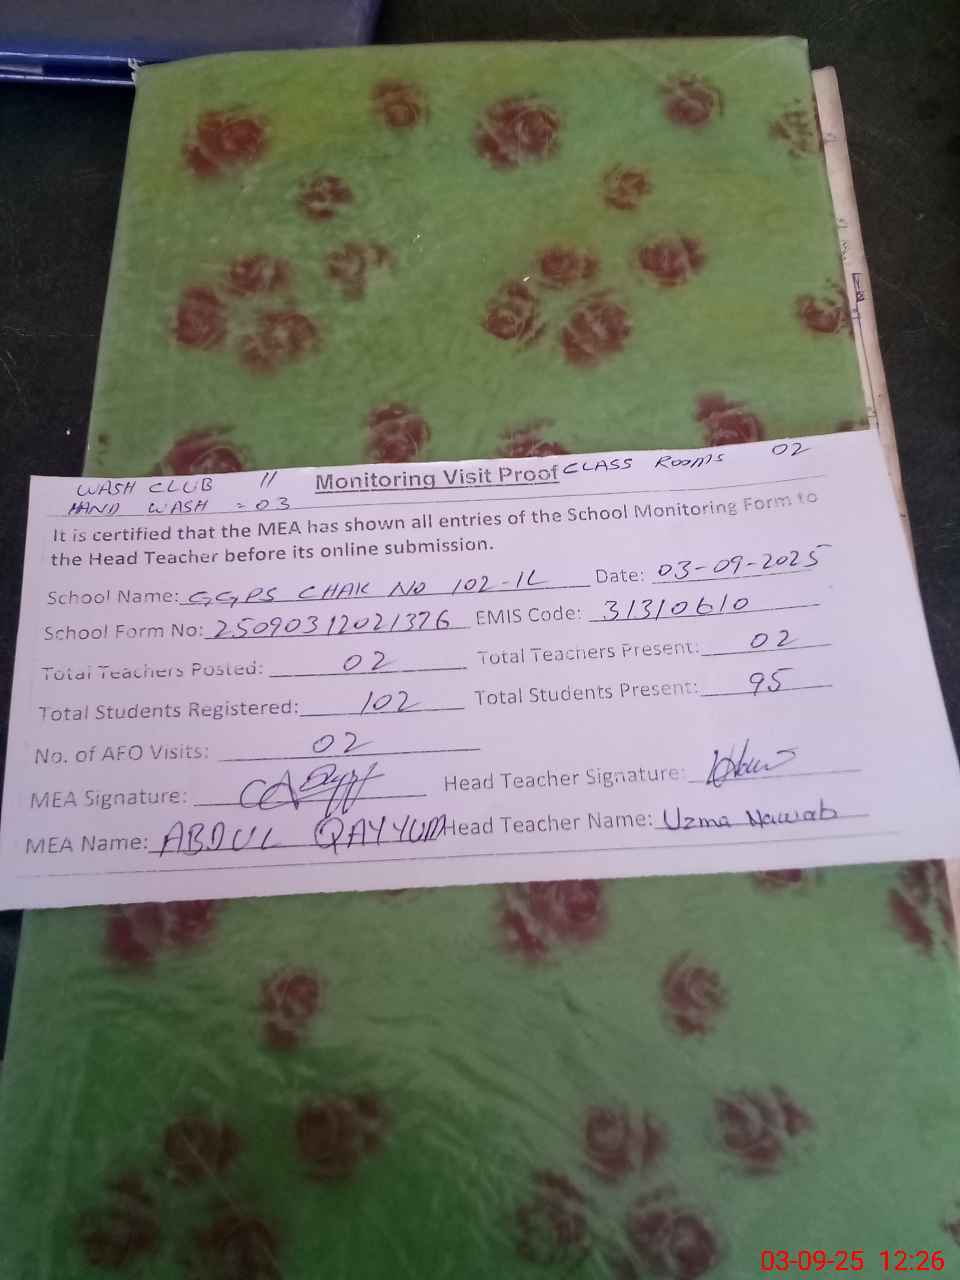 WASH CLUB 11 Monitoring Visit Proof CLASS ROOMS 02
HAND WASH = 03
It is certified that the MEA has shown all entries of the School Monitoring Form to
the Head Teacher before its online submission.
School Name: GGPS CHAK NO 102-1L Date: 03-09-2025
School Form No: 25090312021376 EMIS Code: 31310610
Total Teachers Posted: 02 Total Teachers Present: 02
Total Students Registered: 102 Total Students Present: 95
No. of AFO Visits: 02
MEA Signature: Head Teacher Signature:
MEA Name: ABDUL QAYYUM Head Teacher Name: Uzma Nawab
03-09-25 12:26